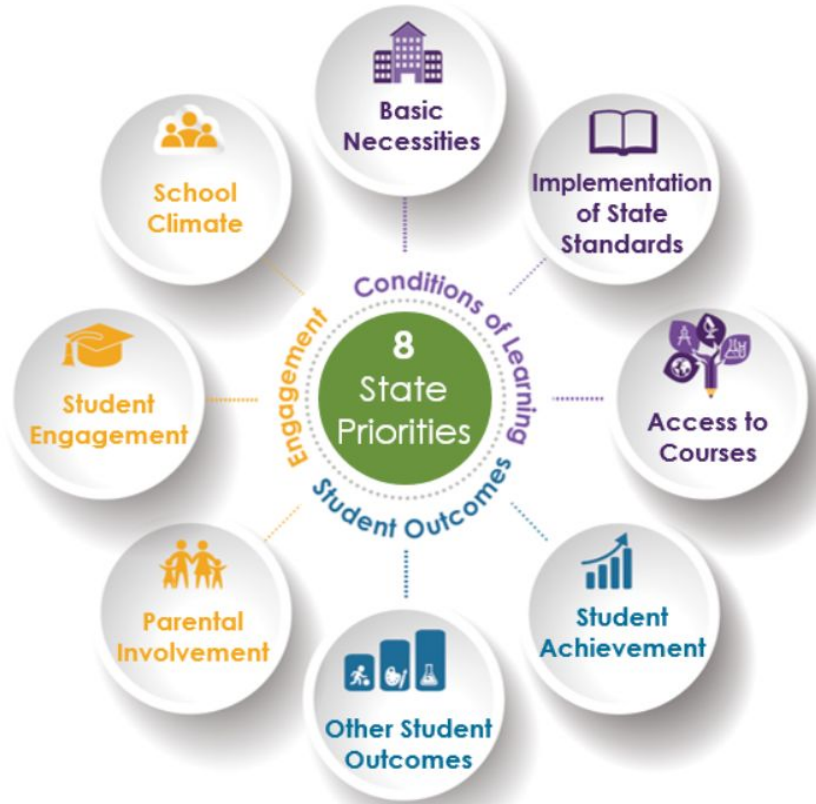 Basic
Necessities
Implementation
of State
Standards
Access to
Courses
Student
Achievement
Other Student
Outcomes
Parental
Involvement
Student
Engagement
School
Climate
Conditions of Learning
Student Outcomes
Engagement
8
State
Priorities